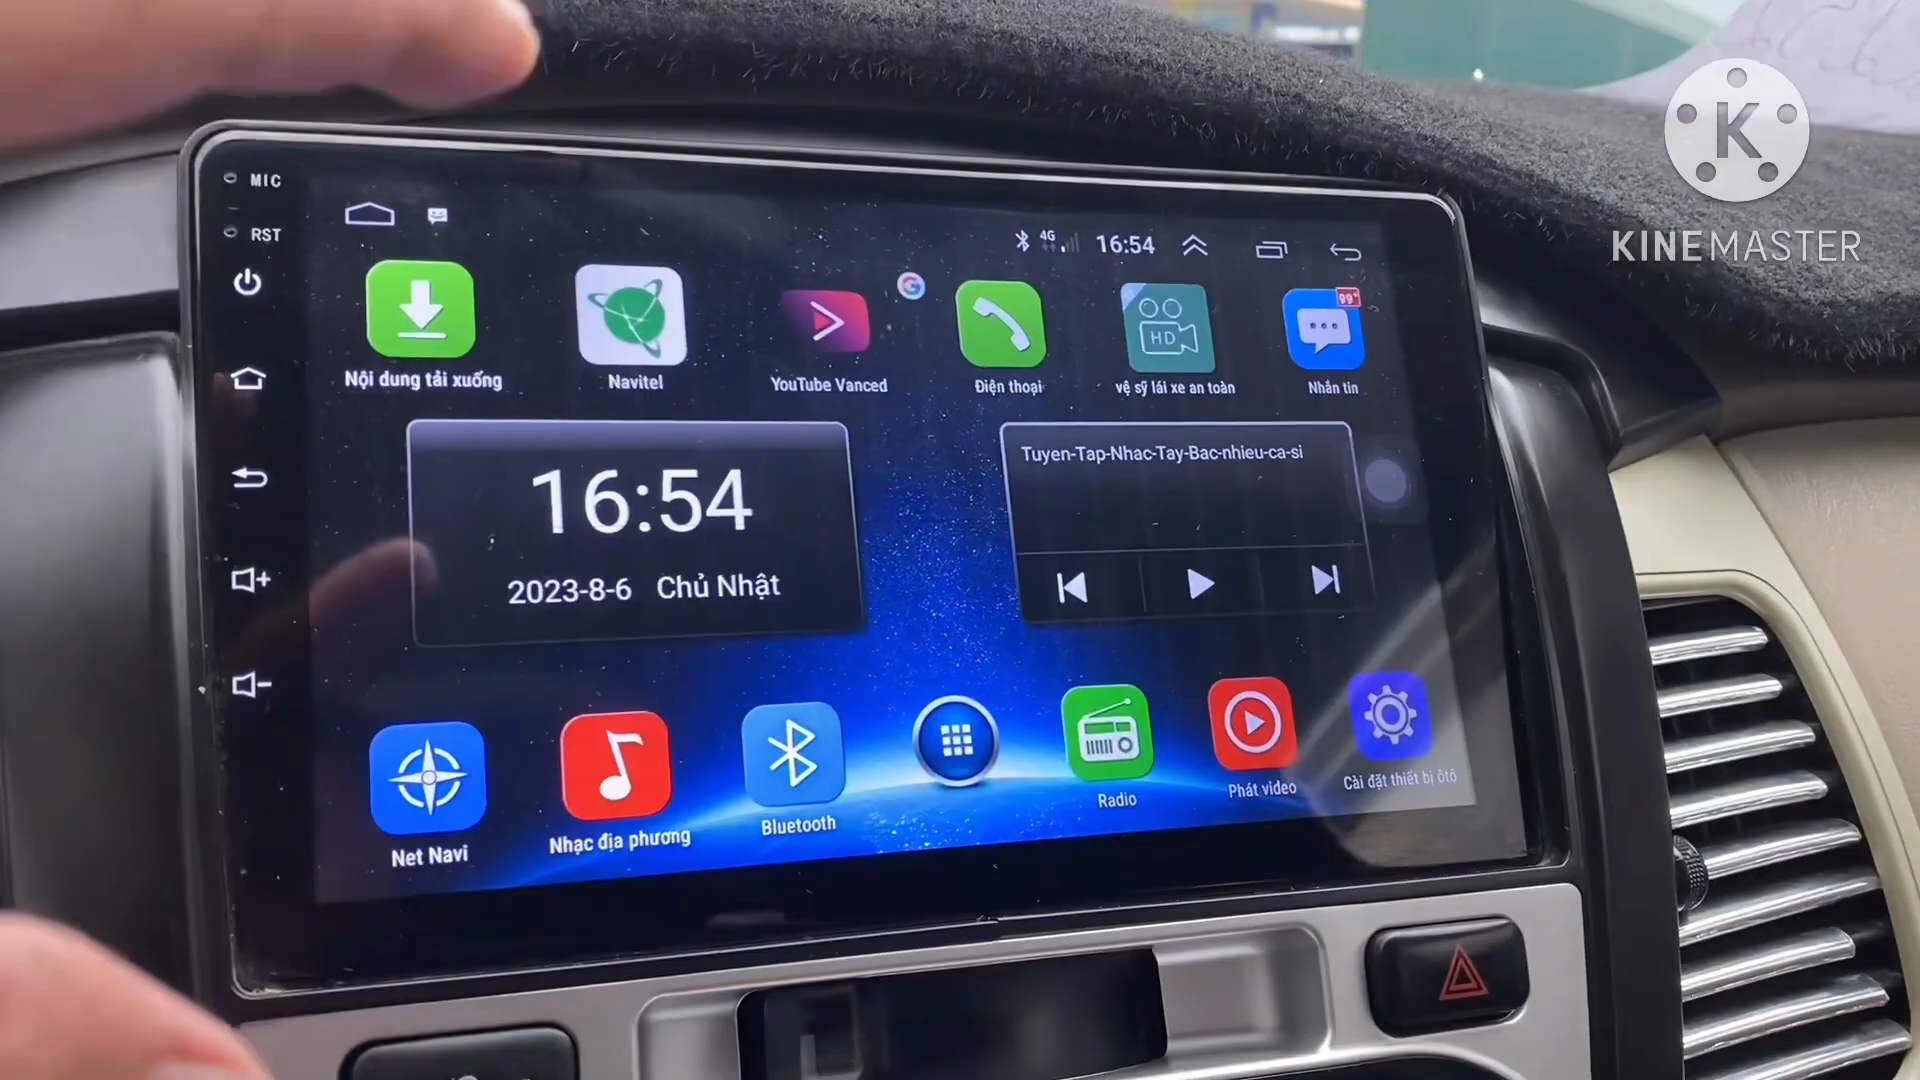 K
KINEMASTER
MIC
RST
4G
16:54
G
HD
99+
Nội dung tải xuống
Navitel
YouTube Vanced
Điện thoại
vệ sỹ lái xe an toàn
Nhắn tin
16:54
2023-8-6 Chủ Nhật
Tuyen-Tap-Nhac-Tay-Bac-nhieu-ca-si
Net Navi
Nhạc địa phương
Bluetooth
Radio
Phát video
Cài đặt thiết bị ôtô